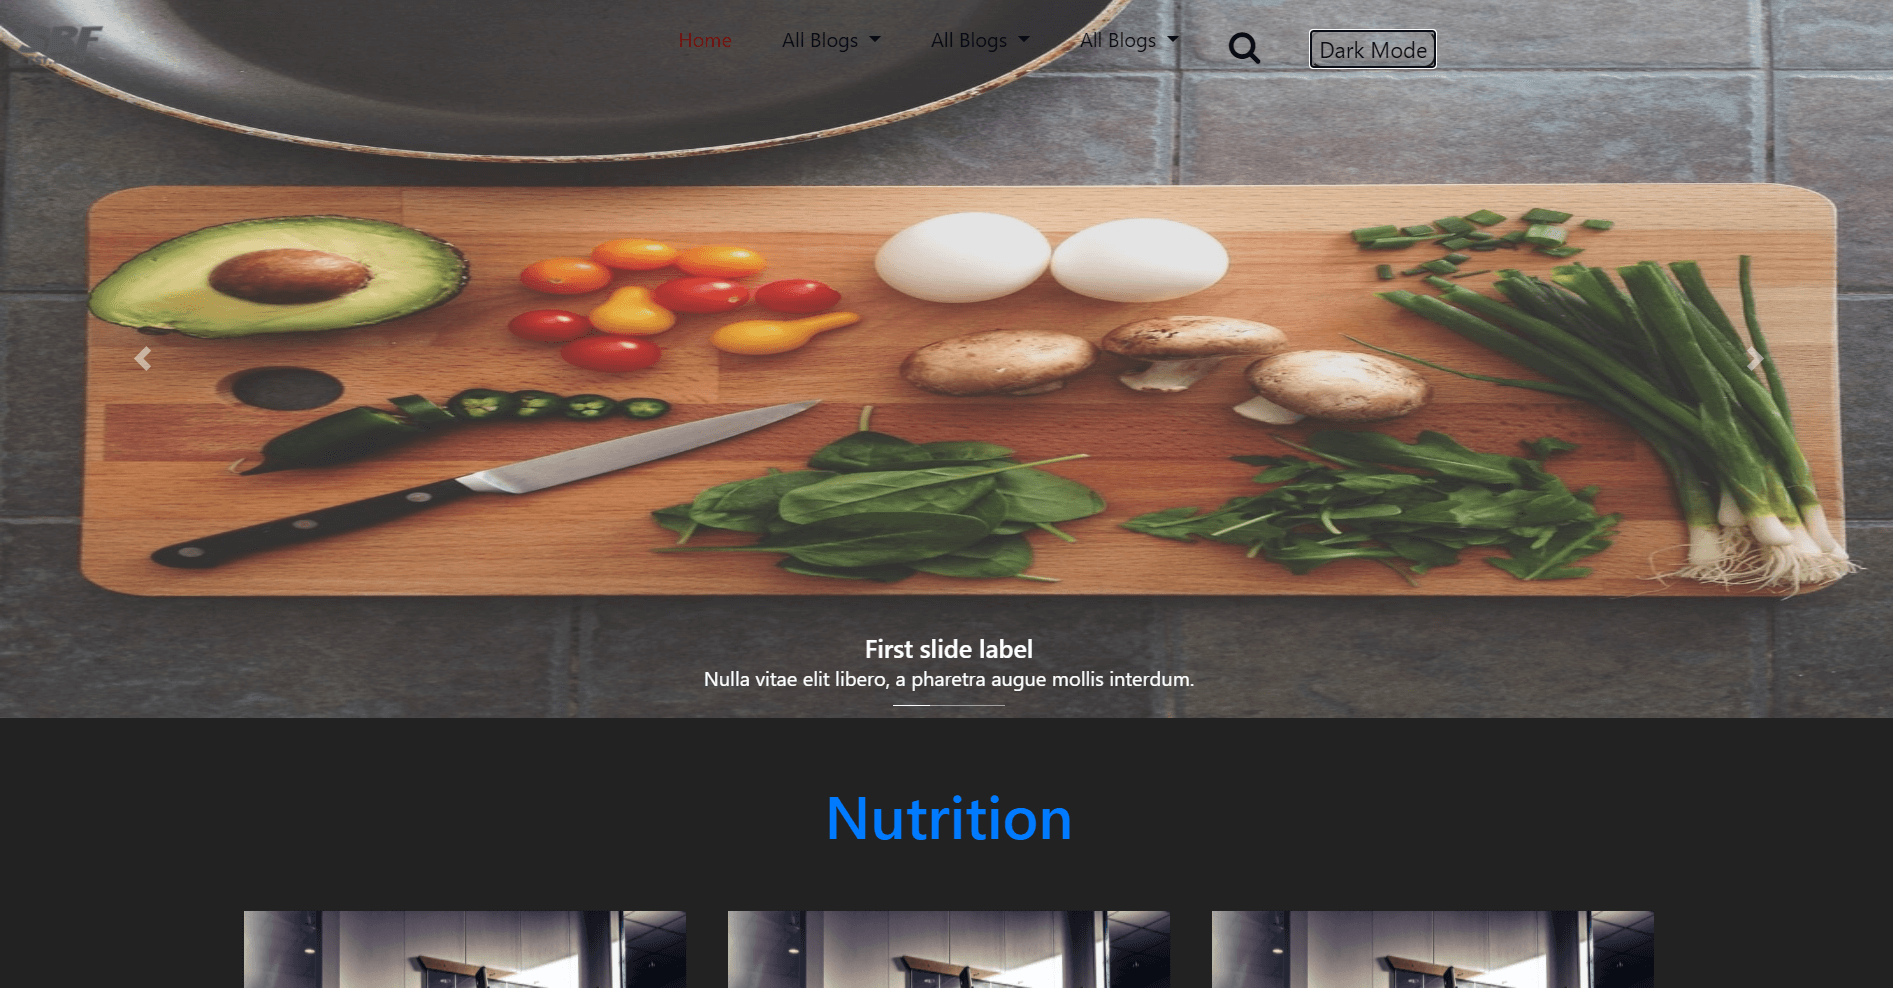 Home All Blogs All Blogs All Blogs Dark Mode
First slide label
Nulla vitae elit libero, a pharetra augue mollis interdum.
Nutrition